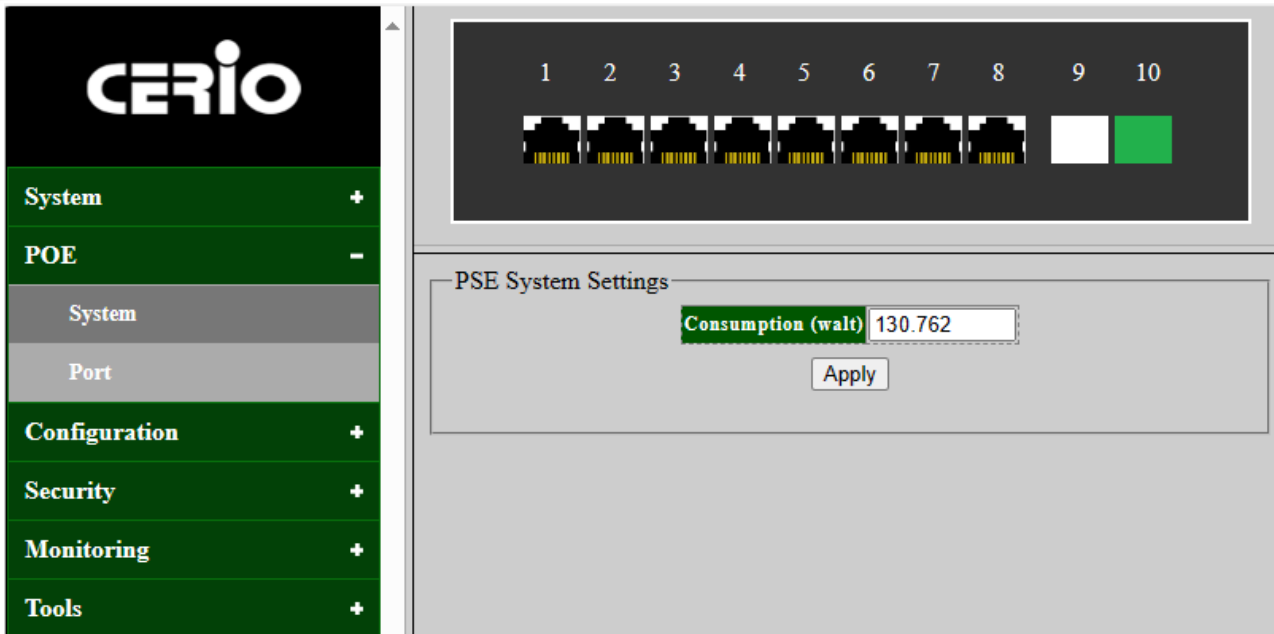 CERIO
System +
POE −
System
Port
Configuration +
Security +
Monitoring +
Tools +
1 2 3 4 5 6 7 8 9 10
PSE System Settings
Consumption (walt) 130.762
Apply